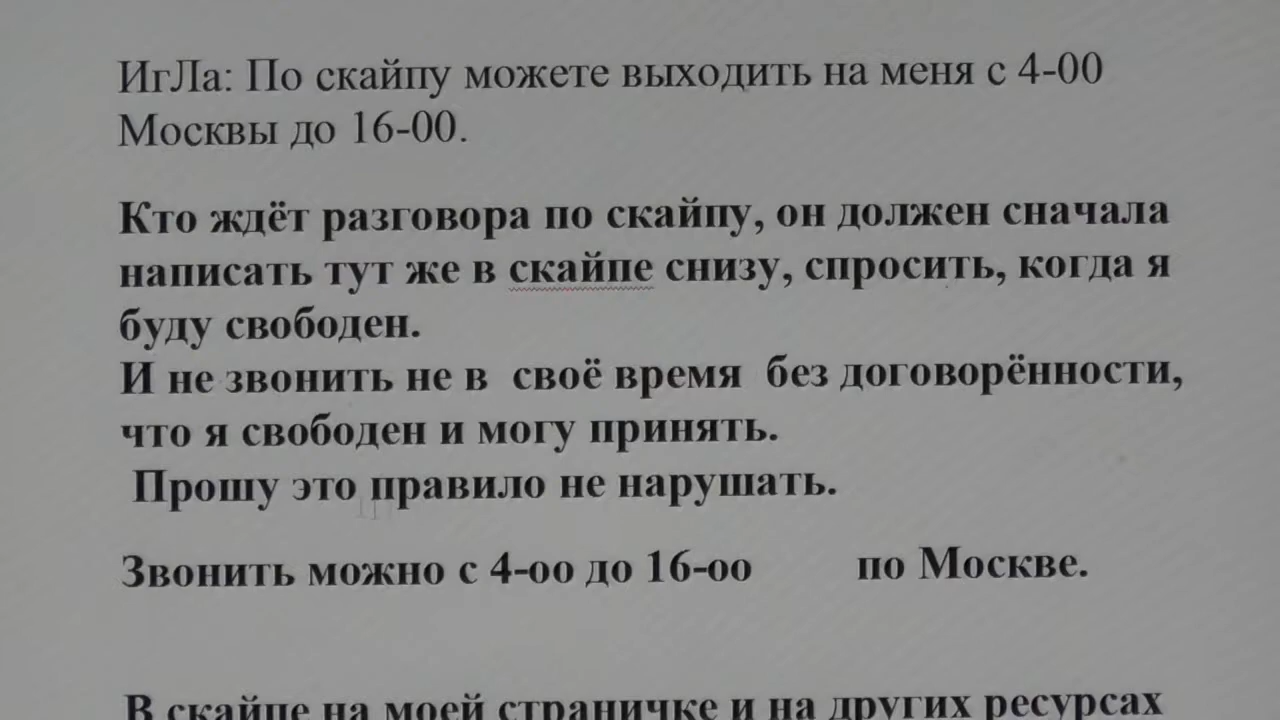 ИгЛа: По скайпу можете выходить на меня с 4-00
Москвы до 16-00.
Кто ждёт разговора по скайпу, он должен сначала
написать тут же в скайпе снизу, спросить, когда я
буду свободен.
И не звонить не в  своё время  без договорённости,
что я свободен и могу принять.
Прошу это правило не нарушать.
Звонить можно с 4-оо до 16-оо         по Москве.
В скайпе на моей страничке и на других ресурсах